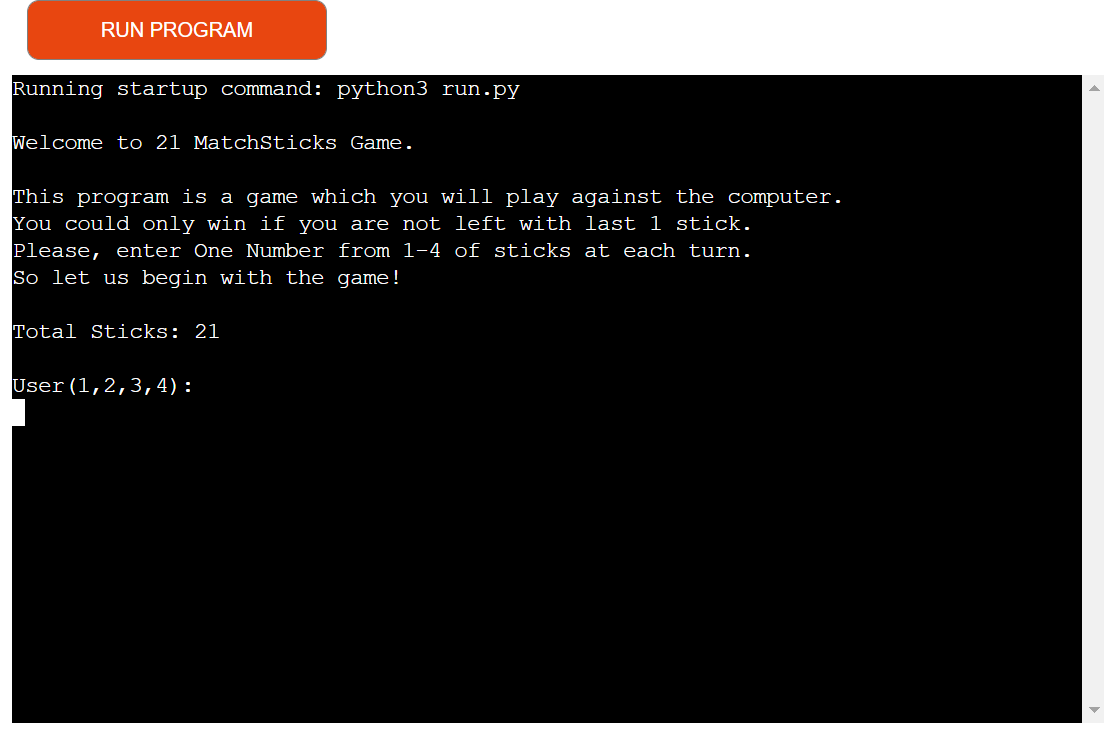 RUN PROGRAM
Running startup command: python3 run.py
Welcome to 21 MatchSticks Game.
This program is a game which you will play against the computer.
You could only win if you are not left with last 1 stick.
Please, enter One Number from 1-4 of sticks at each turn.
So let us begin with the game!
Total Sticks: 21
User(1,2,3,4):